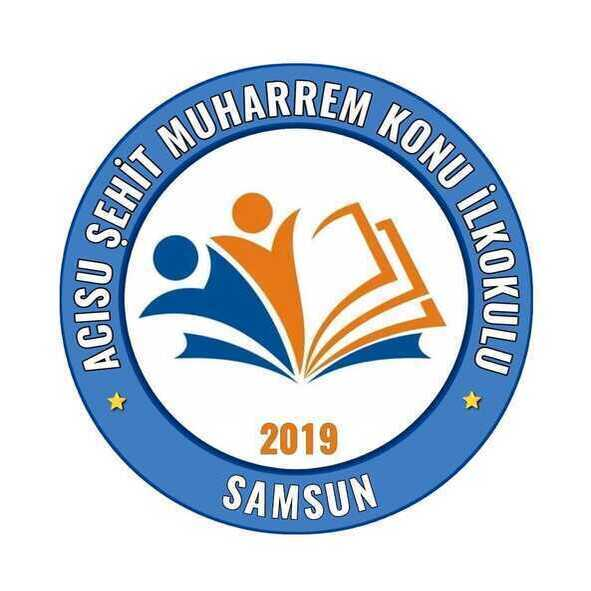 ACISU ŞEHİT MUHARREM KONU İLKOKULU
2019
SAMSUN